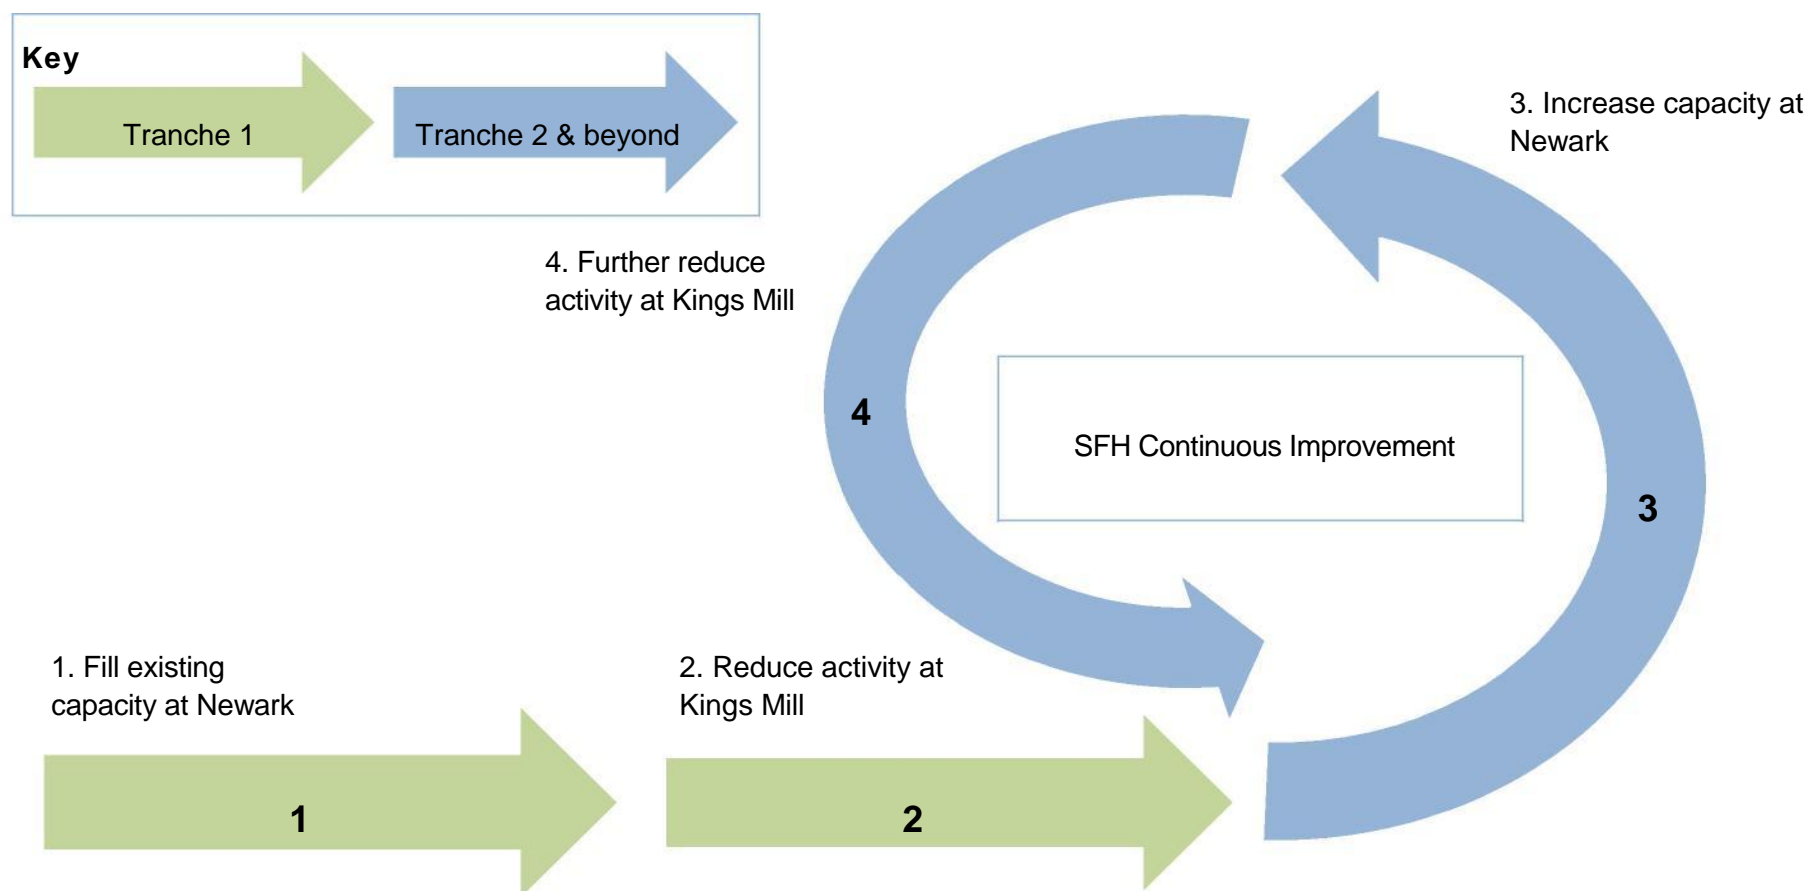 Key
Tranche 1
Tranche 2 & beyond
3. Increase capacity at
Newark
4. Further reduce
activity at Kings Mill
4
SFH Continuous Improvement
3
1. Fill existing
capacity at Newark
2. Reduce activity at
Kings Mill
1
2